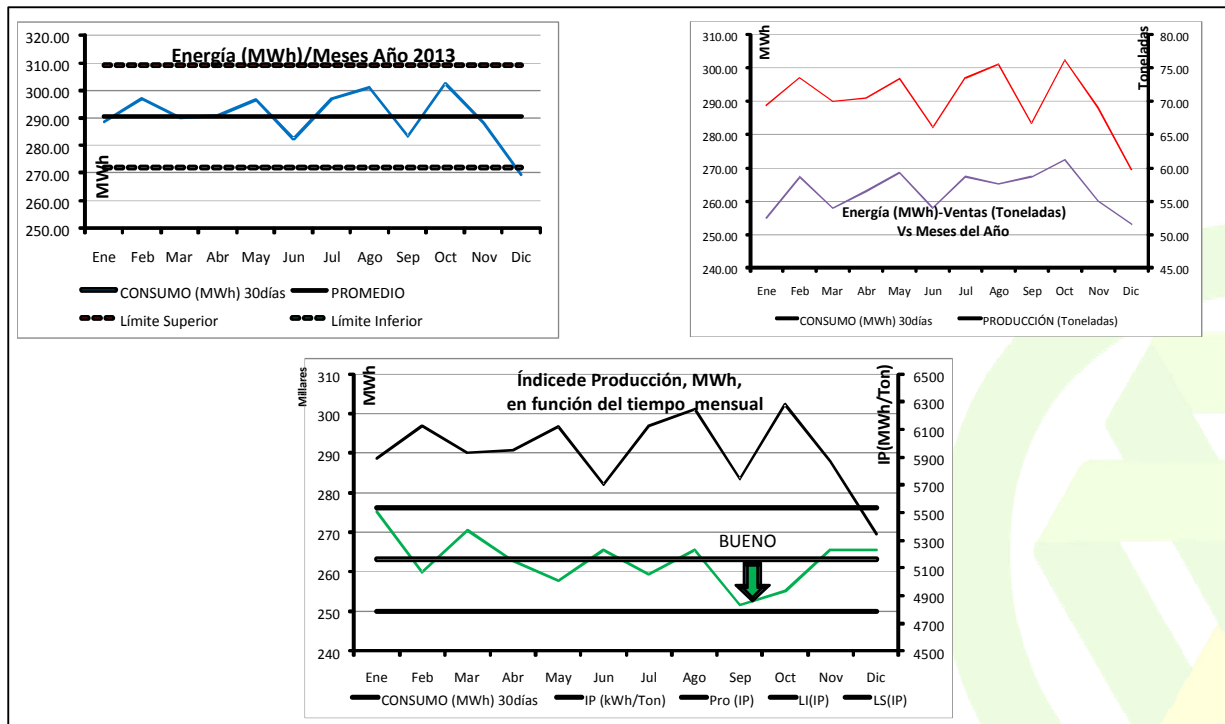 Energía (MWh)/Meses Año 2013
MWh
320.00
310.00
300.00
290.00
280.00
270.00
260.00
250.00
Ene Feb Mar Abr May Jun Jul Ago Sep Oct Nov Dic
CONSUMO (MWh) 30días PROMEDIO
Límite Superior Límite Inferior
MWh
Toneladas
310.00
300.00
290.00
280.00
270.00
260.00
250.00
240.00
80.00
75.00
70.00
65.00
60.00
55.00
50.00
45.00
Energía (MWh)-Ventas (Toneladas)
Vs Meses del Año
Ene Feb Mar Abr May Jun Jul Ago Sep Oct Nov Dic
CONSUMO (MWh) 30días PRODUCCIÓN (Toneladas)
Millares
MWh
Índicede Producción, MWh,
en función del tiempo mensual
IP(MWh/Ton)
310
300
290
280
270
260
250
240
6500
6300
6100
5900
5700
5500
5300
5100
4900
4700
4500
BUENO
Ene Feb Mar Abr May Jun Jul Ago Sep Oct Nov Dic
CONSUMO (MWh) 30días IP (kWh/Ton) Pro (IP) LI(IP) LS(IP)